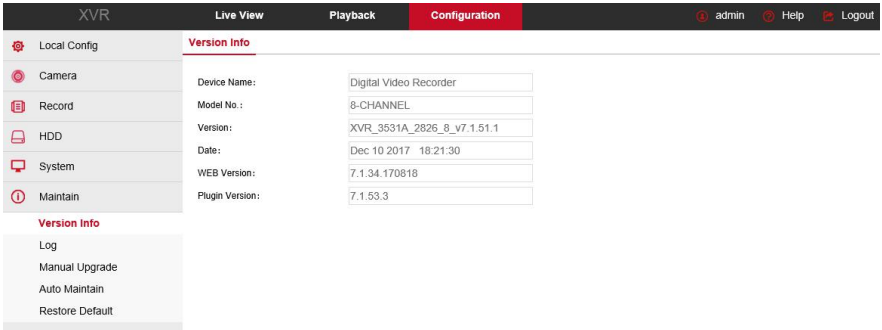 XVR Live View Playback Configuration admin Help Logout
Local Config
Camera
Record
HDD
System
Maintain
Version Info
Log
Manual Upgrade
Auto Maintain
Restore Default
Version Info
Device Name: Digital Video Recorder
Model No.: 8-CHANNEL
Version: XVR_3531A_2826_8_v7.1.51.1
Date: Dec 10 2017 18:21:30
WEB Version: 7.1.34.170818
Plugin Version: 7.1.53.3